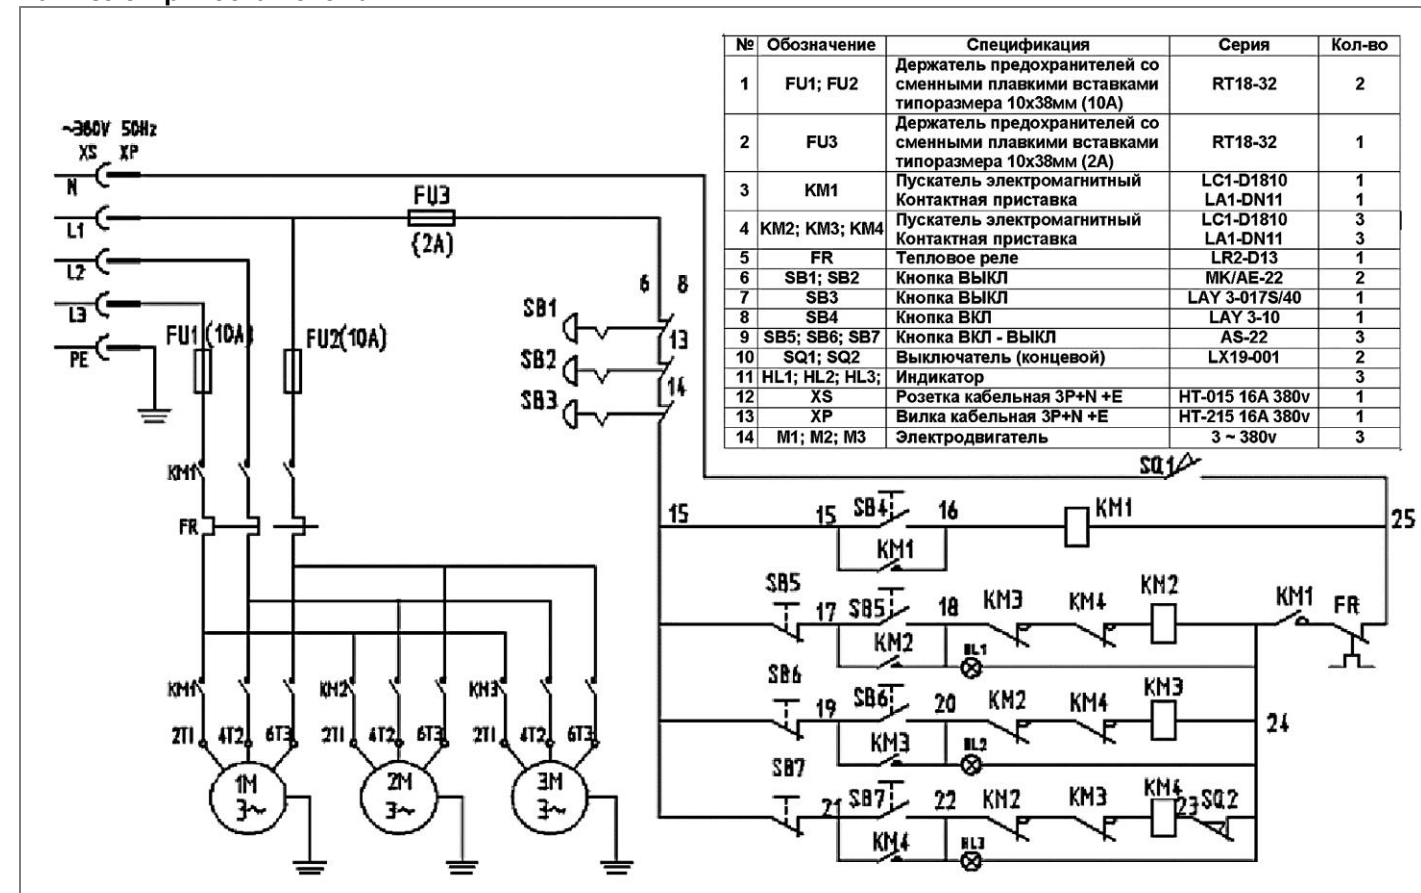 № Обозначение Спецификация Серия Кол-во
1 FU1; FU2 Держатель предохранителей со сменными плавкими вставками типоразмера 10х38мм (10А) RT18-32 2
2 FU3 Держатель предохранителей со сменными плавкими вставками типоразмера 10х38мм (2А) RT18-32 1
3 KM1 Пускатель электромагнитный LC1-D1810 1
Контактная приставка LA1-DN11 1
4 KM2; KM3; KM4 Пускатель электромагнитный LC1-D1810 3
Контактная приставка LA1-DN11 3
5 FR Тепловое реле LR2-D13 1
6 SB1; SB2 Кнопка ВЫКЛ MK/AE-22 2
7 SB3 Кнопка ВЫКЛ LAY 3-017S/40 1
8 SB4 Кнопка ВКЛ LAY 3-10 1
9 SB5; SB6; SB7 Кнопка ВКЛ - ВЫКЛ AS-22 3
10 SQ1; SQ2 Выключатель (концевой) LX19-001 2
11 HL1; HL2; HL3; Индикатор 3
12 XS Розетка кабельная 3P+N +E HT-015 16A 380v 1
13 XP Вилка кабельная 3P+N +E HT-215 16A 380v 1
14 M1; M2; M3 Электродвигатель 3 ~ 380v 3
~360V 50Hz
XS XP
N
L1
L2
L3
PE
FU3
(2A)
FU1 (10A)
FU2(10A)
6 8
SB1
13
SB2
14
SB3
KM1
FR
SQ1
15 15 SB4 16 KM1 25
KM1
SB5 17 SB5 18 KM3 KM4 KM2 KM1 FR
KM2 HL1
SB6 19 SB6 20 KM2 KM4 KM3 24
KM3 HL2
SB7 21 SB7 22 KM2 KM3 KM4 23 SQ2
KM4 HL3
KM1 KM2 KM3
2T1 4T2 6T3 2T1 4T2 6T3 2T1 4T2 6T3
1M 2M 3M
3~ 3~ 3~